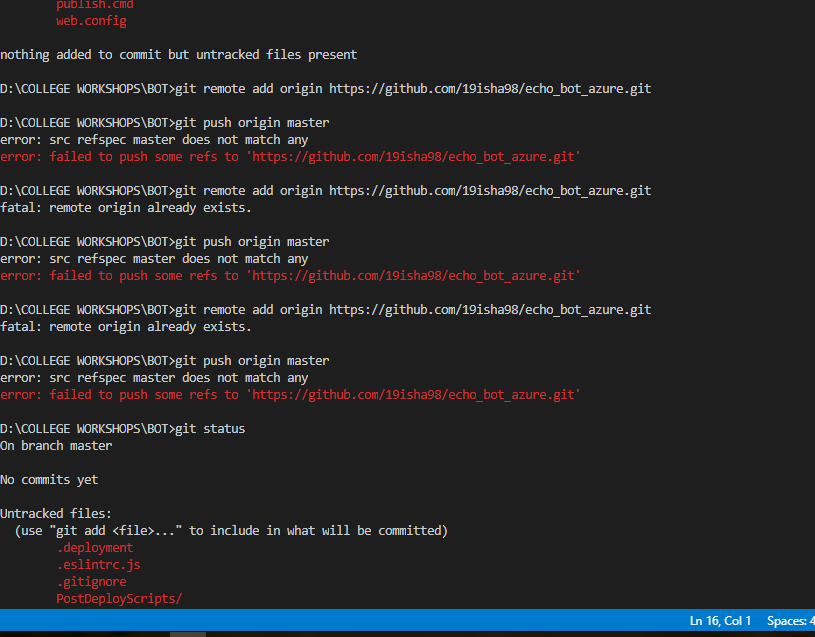 publish.cmd
web.config
nothing added to commit but untracked files present
D:\COLLEGE WORKSHOPS\BOT>git remote add origin https://github.com/19isha98/echo_bot_azure.git
D:\COLLEGE WORKSHOPS\BOT>git push origin master
error: src refspec master does not match any
error: failed to push some refs to 'https://github.com/19isha98/echo_bot_azure.git'
D:\COLLEGE WORKSHOPS\BOT>git remote add origin https://github.com/19isha98/echo_bot_azure.git
fatal: remote origin already exists.
D:\COLLEGE WORKSHOPS\BOT>git push origin master
error: src refspec master does not match any
error: failed to push some refs to 'https://github.com/19isha98/echo_bot_azure.git'
D:\COLLEGE WORKSHOPS\BOT>git remote add origin https://github.com/19isha98/echo_bot_azure.git
fatal: remote origin already exists.
D:\COLLEGE WORKSHOPS\BOT>git push origin master
error: src refspec master does not match any
error: failed to push some refs to 'https://github.com/19isha98/echo_bot_azure.git'
D:\COLLEGE WORKSHOPS\BOT>git status
On branch master
No commits yet
Untracked files:
(use "git add <file>..." to include in what will be committed)
.deployment
.eslintrc.js
.gitignore
PostDeployScripts/
Ln 16, Col 1 Spaces: 4